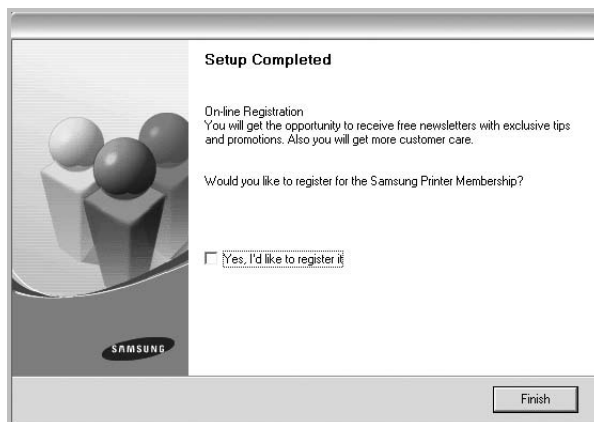 Setup Completed
On-line Registration
You will get the opportunity to receive free newsletters with exclusive tips
and promotions. Also you will get more customer care.
Would you like to register for the Samsung Printer Membership?
Yes, I'd like to register it
SAMSUNG
Finish